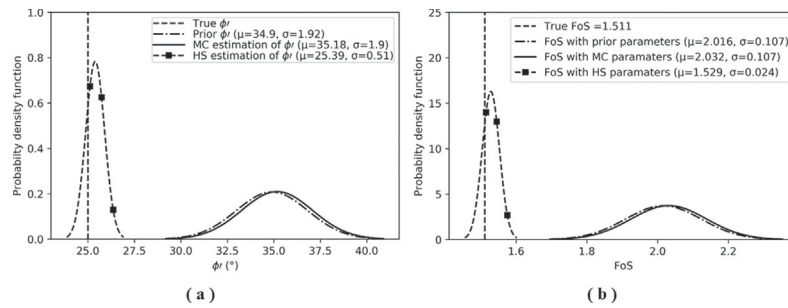 True ϕ′
Prior ϕ′ (μ=34.9, σ=1.92)
MC estimation of ϕ′ (μ=35.18, σ=1.9)
HS estimation of ϕ′ (μ=25.39, σ=0.51)
Probabilty density function
1.0
0.8
0.6
0.4
0.2
0.0
25.0 27.5 30.0 32.5 35.0 37.5 40.0
ϕ′ (°)
(a)
True FoS =1.511
FoS with prior parameters (μ=2.016, σ=0.107)
FoS with MC paramaters (μ=2.032, σ=0.107)
FoS with HS paramaters (μ=1.529, σ=0.024)
Probabilty density function
25
20
15
10
5
0
1.6 1.8 2.0 2.2
FoS
(b)